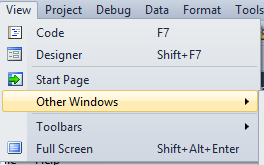 View Project Debug Data Format Tools
Code F7
Designer Shift+F7
Start Page
Other Windows
Toolbars
Full Screen Shift+Alt+Enter
Help